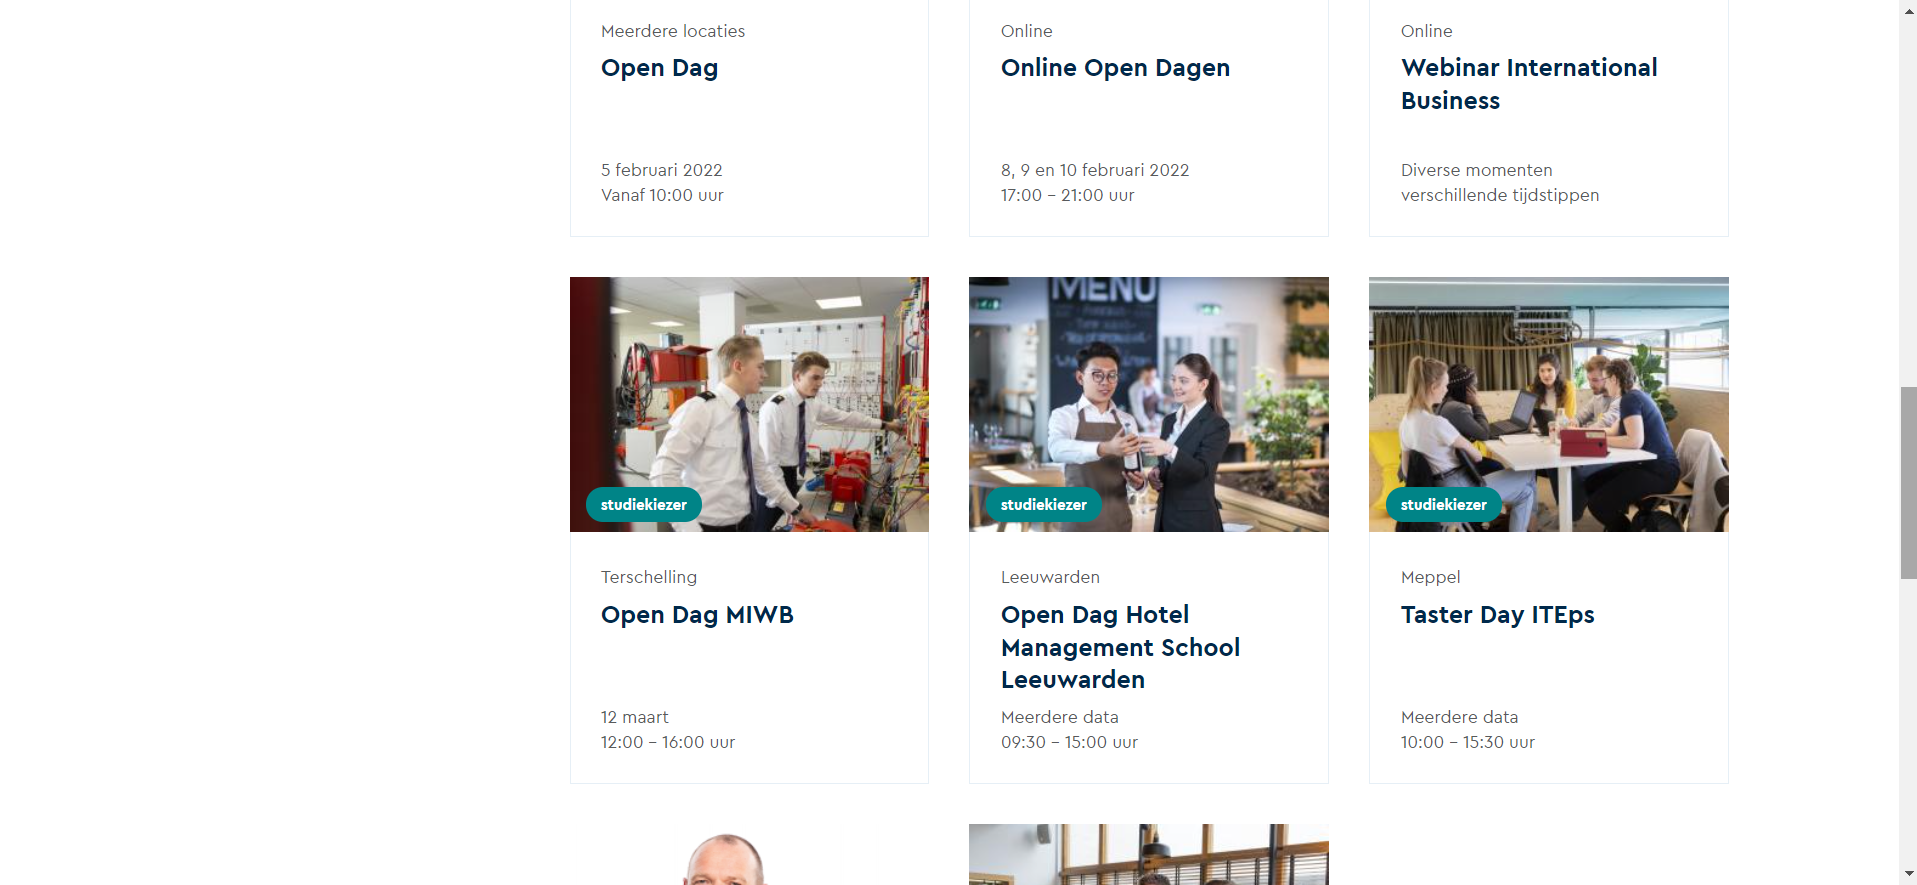 Meerdere locaties
Open Dag
5 februari 2022
Vanaf 10:00 uur
Online
Online Open Dagen
8, 9 en 10 februari 2022
17:00 – 21:00 uur
Online
Webinar International
Business
Diverse momenten
verschillende tijdstippen
studiekiezer
Terschelling
Open Dag MIWB
12 maart
12:00 – 16:00 uur
MENU
studiekiezer
Leeuwarden
Open Dag Hotel
Management School
Leeuwarden
Meerdere data
09:30 – 15:00 uur
studiekiezer
Meppel
Taster Day ITEps
Meerdere data
10:00 – 15:30 uur